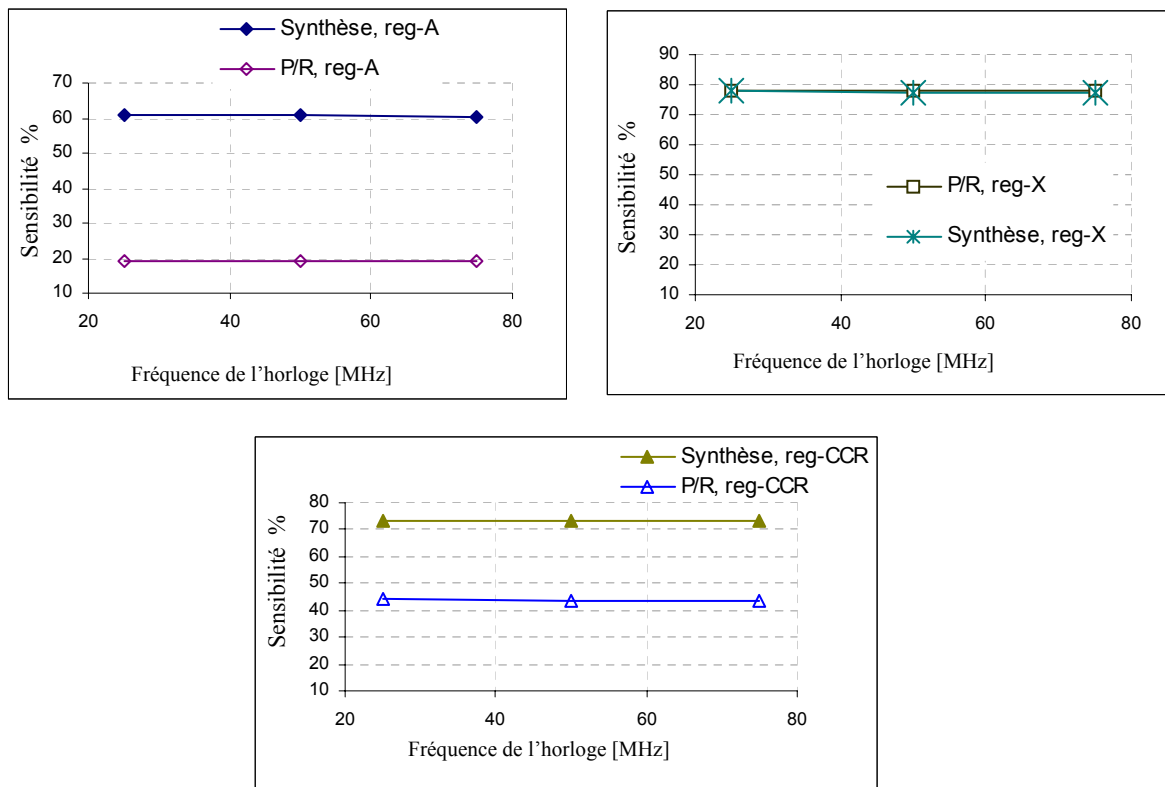 Synthèse, reg-A
P/R, reg-A
70
60
50
40
30
20
10
20 40 60 80
Sensibilité %
Fréquence de l’horloge [MHz]
90
80
70
60
50
40
30
20
10
20 40 60 80
P/R, reg-X
Synthèse, reg-X
Sensibilité %
Fréquence de l’horloge [MHz]
Synthèse, reg-CCR
P/R, reg-CCR
80
70
60
50
40
30
20
10
20 40 60 80
Sensibilité %
Fréquence de l’horloge [MHz]